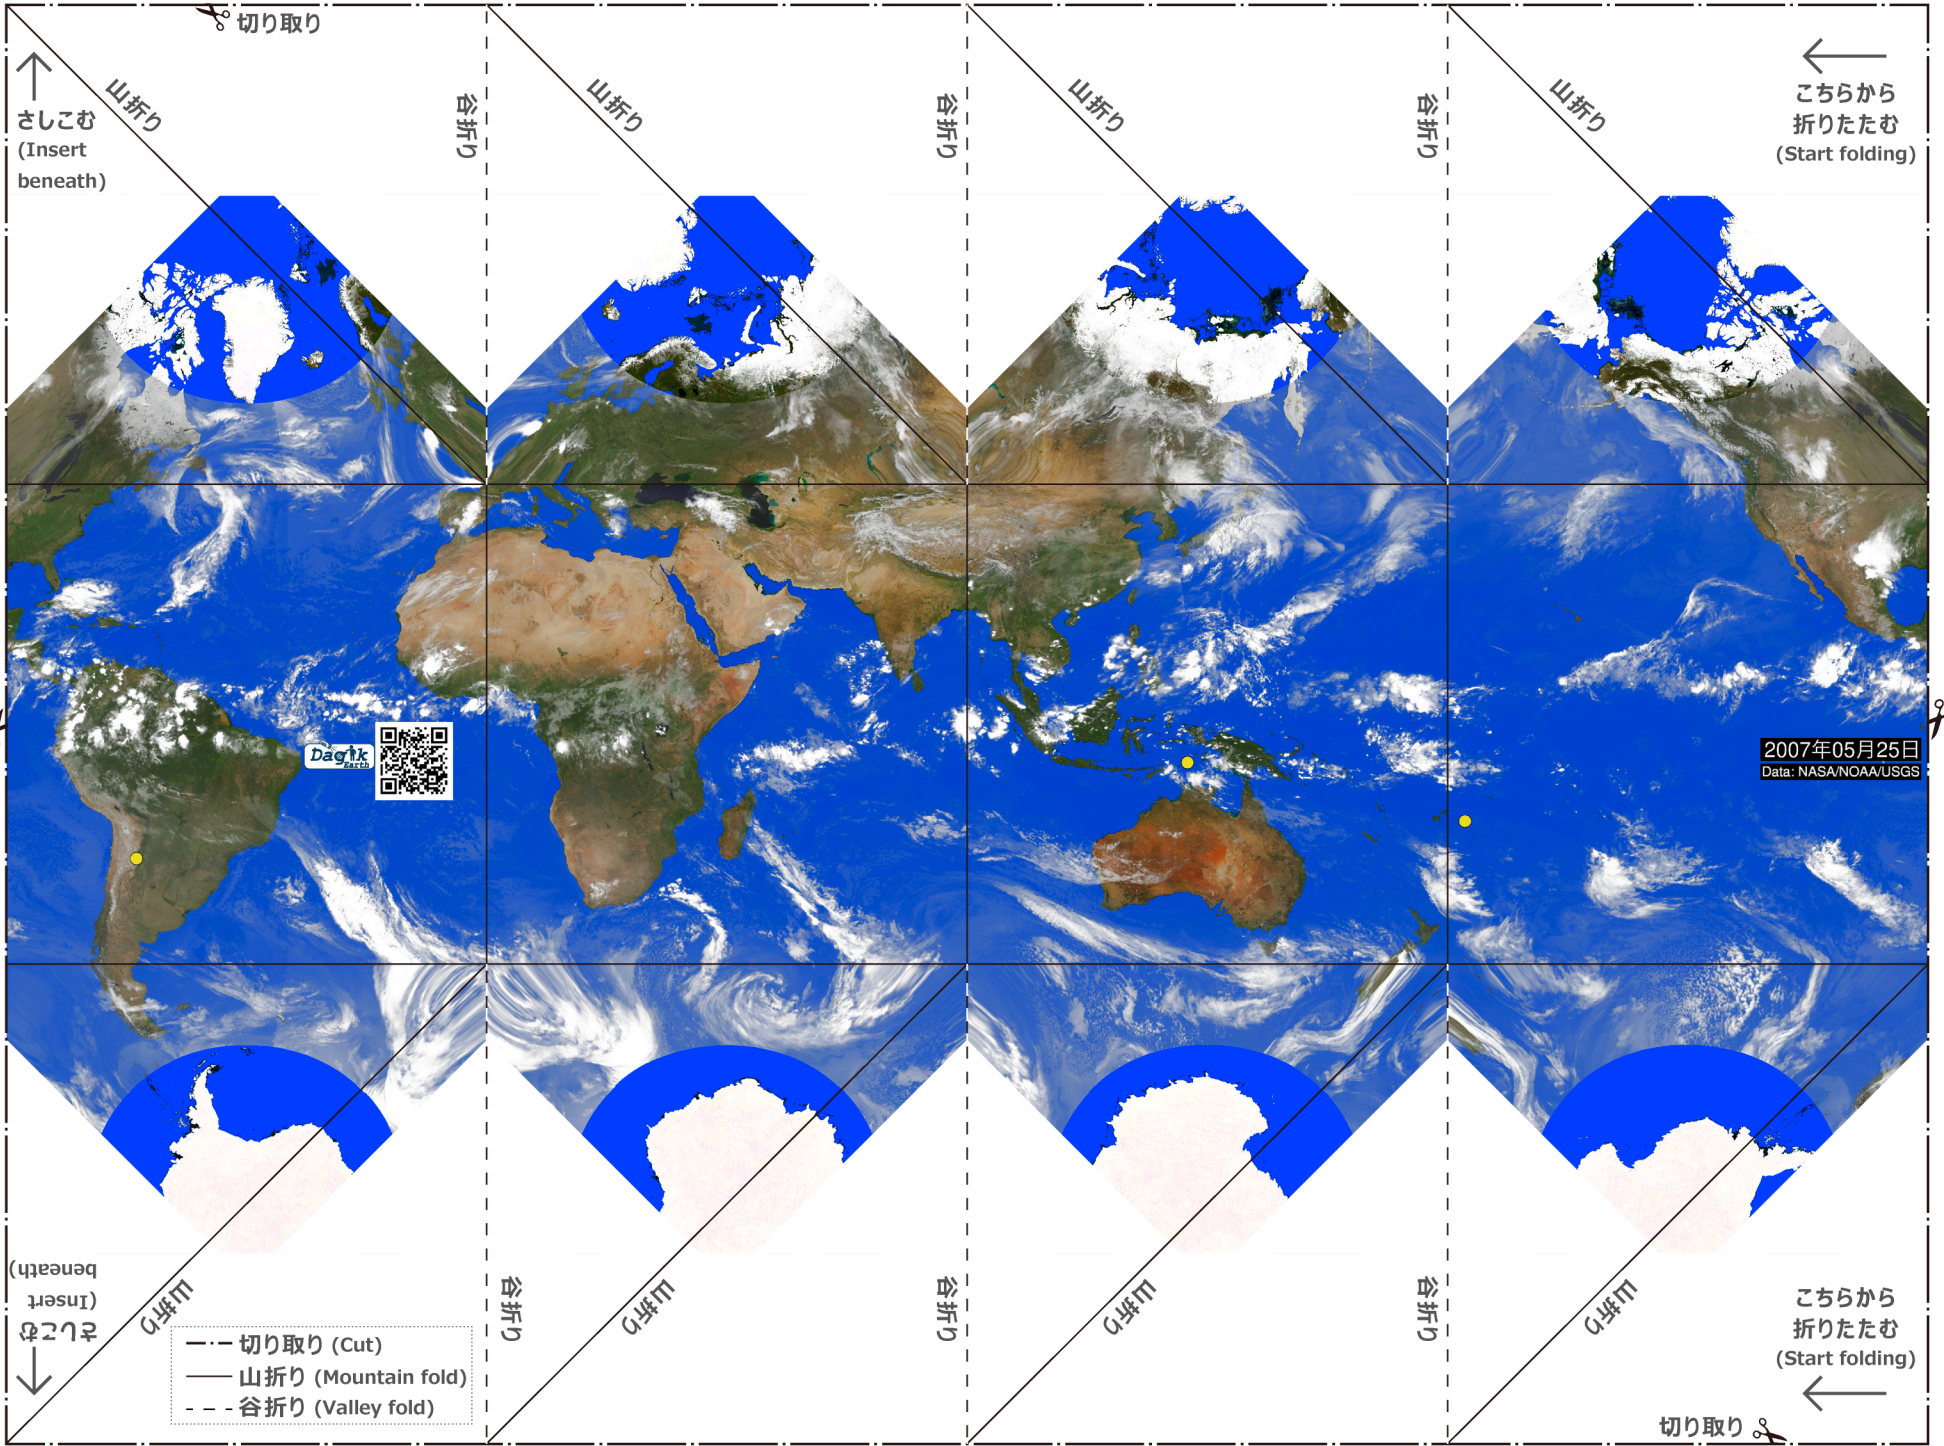 切り取り
山折り
谷折り
山折り
谷折り
山折り
谷折り
山折り
さしこむ
(Insert
beneath)
こちらから
折りたたむ
(Start folding)
Dagik
Earth
2007年05月25日
Data: NASA/NOAA/USGS
さしこむ
(Insert
beneath)
山折り
谷折り
山折り
谷折り
山折り
谷折り
山折り
こちらから
折りたたむ
(Start folding)
切り取り (Cut)
山折り (Mountain fold)
谷折り (Valley fold)
切り取り